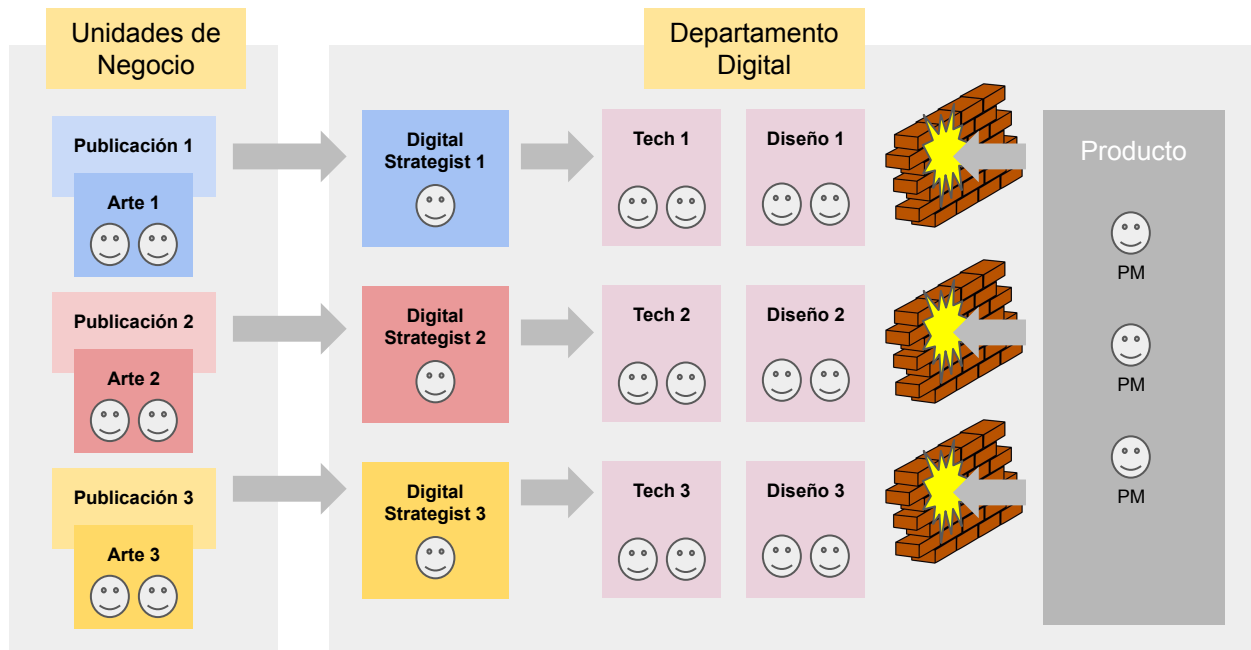 Unidades de
Negocio
Departamento
Digital
Publicación 1
Arte 1
Digital
Strategist 1
Tech 1
Diseño 1
Producto
PM
Publicación 2
Arte 2
Digital
Strategist 2
Tech 2
Diseño 2
PM
Publicación 3
Arte 3
Digital
Strategist 3
Tech 3
Diseño 3
PM